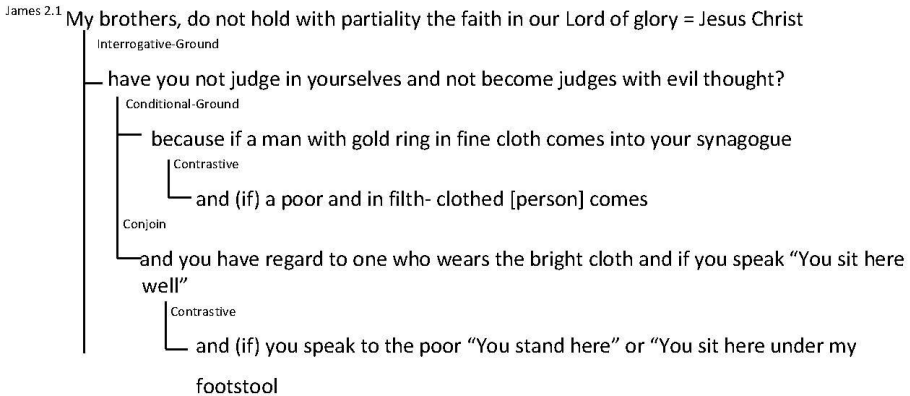 James 2.1 My brothers, do not hold with partiality the faith in our Lord of glory = Jesus Christ
Interrogative-Ground
have you not judge in yourselves and not become judges with evil thought?
Conditional-Ground
because if a man with gold ring in fine cloth comes into your synagogue
Contrastive
and (if) a poor and in filth- clothed [person] comes
Conjoin
and you have regard to one who wears the bright cloth and if you speak “You sit here
well”
Contrastive
and (if) you speak to the poor “You stand here” or “You sit here under my
footstool